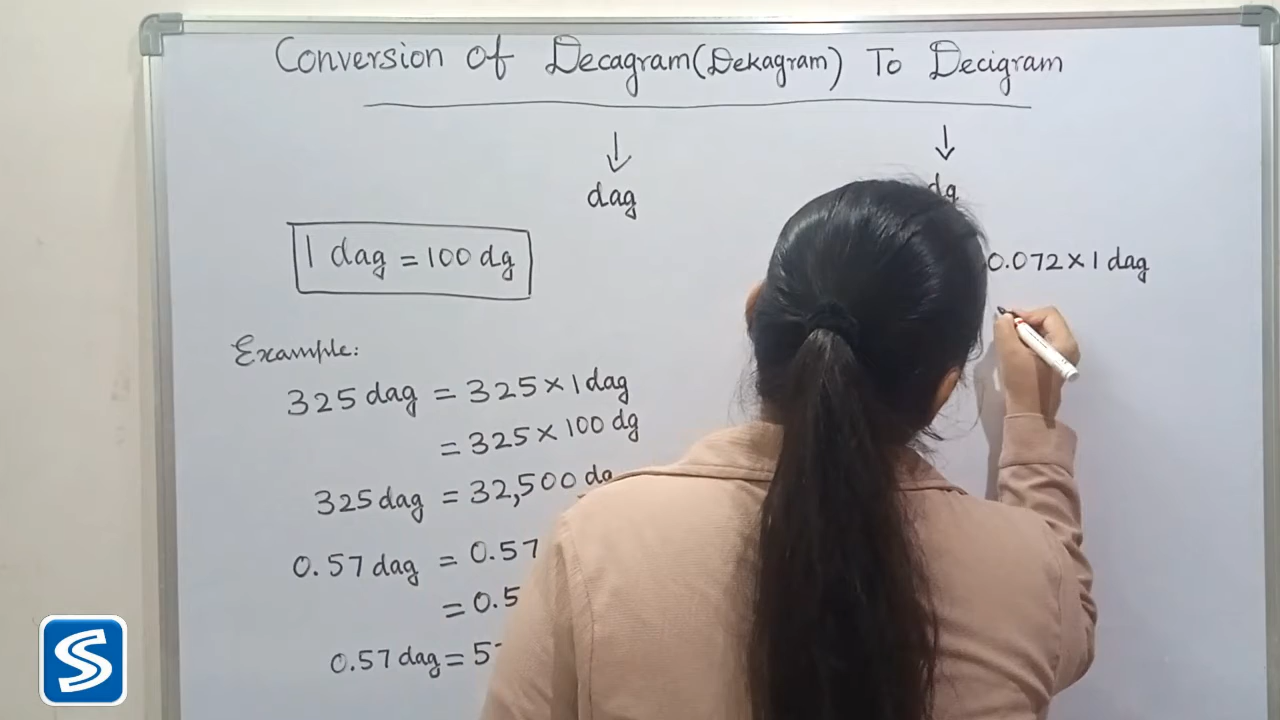 Conversion of Decagram (Dekagram) To Decigram
dag
dg
1 dag = 100 dg
0.072 × 1 dag
Example:
325 dag = 325 × 1 dag
= 325 × 100 dg
325 dag = 32,500
0.57 dag = 0.57
=
0.57 dag =
S